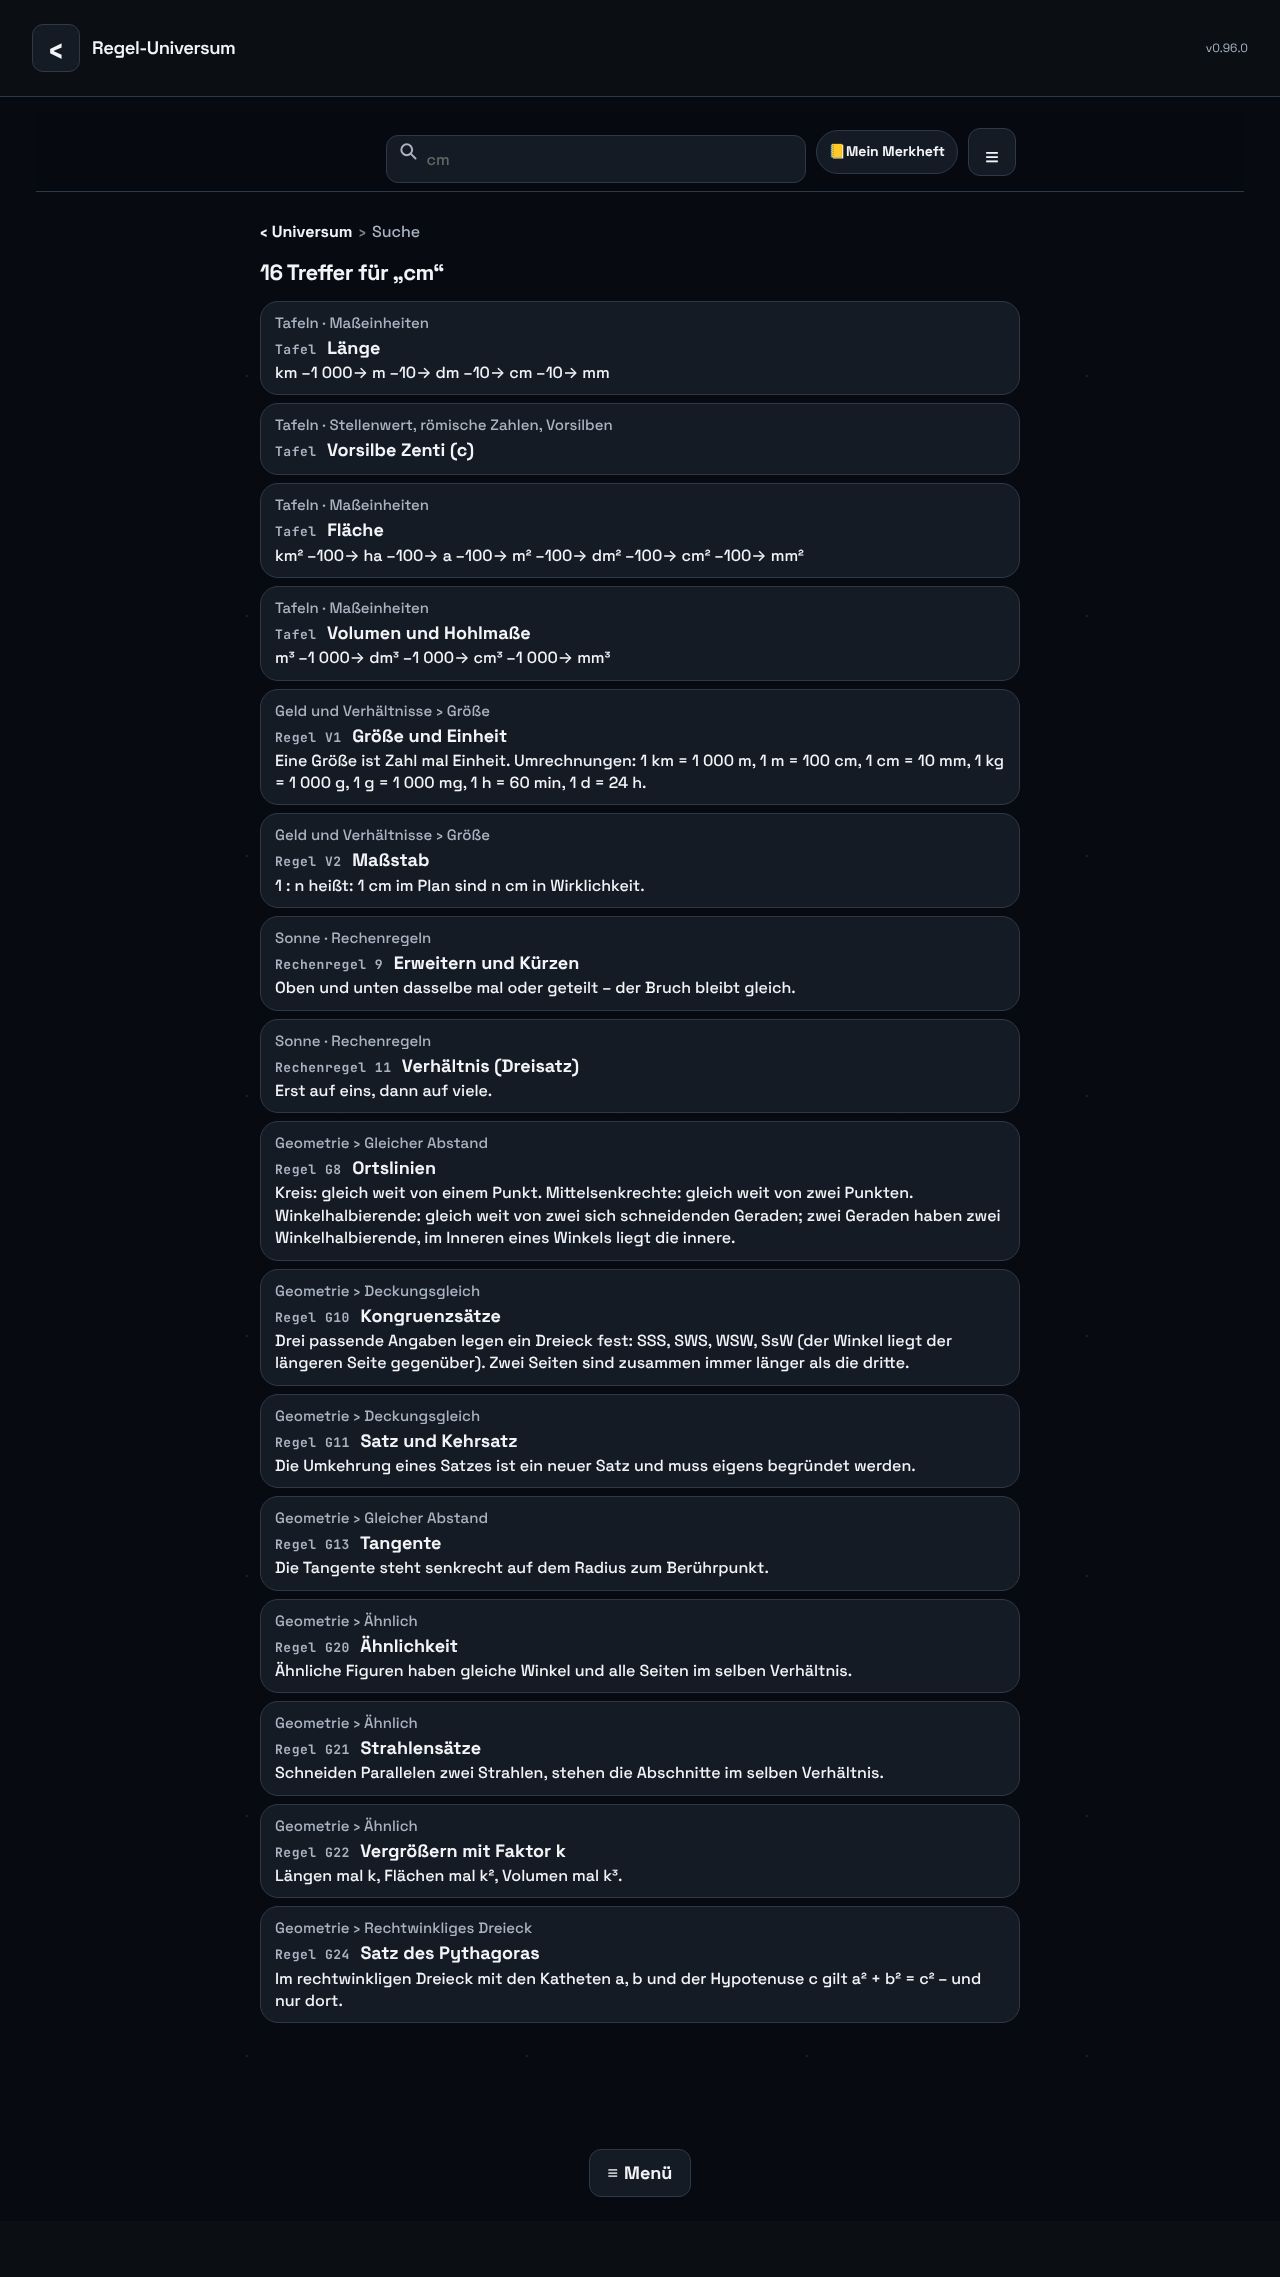 < Regel-Universum
v0.96.0
cm
📒Mein Merkheft
≡
< Universum > Suche
16 Treffer für „cm“
Tafeln · Maßeinheiten
Tafel Länge
km –1 000→ m –10→ dm –10→ cm –10→ mm
Tafeln · Stellenwert, römische Zahlen, Vorsilben
Tafel Vorsilbe Zenti (c)
Tafeln · Maßeinheiten
Tafel Fläche
km² –100→ ha –100→ a –100→ m² –100→ dm² –100→ cm² –100→ mm²
Tafeln · Maßeinheiten
Tafel Volumen und Hohlmaße
m³ –1 000→ dm³ –1 000→ cm³ –1 000→ mm³
Geld und Verhältnisse > Größe
Regel V1 Größe und Einheit
Eine Größe ist Zahl mal Einheit. Umrechnungen: 1 km = 1 000 m, 1 m = 100 cm, 1 cm = 10 mm, 1 kg
= 1 000 g, 1 g = 1 000 mg, 1 h = 60 min, 1 d = 24 h.
Geld und Verhältnisse > Größe
Regel V2 Maßstab
1 : n heißt: 1 cm im Plan sind n cm in Wirklichkeit.
Sonne · Rechenregeln
Rechenregel 9 Erweitern und Kürzen
Oben und unten dasselbe mal oder geteilt – der Bruch bleibt gleich.
Sonne · Rechenregeln
Rechenregel 11 Verhältnis (Dreisatz)
Erst auf eins, dann auf viele.
Geometrie > Gleicher Abstand
Regel G8 Ortslinien
Kreis: gleich weit von einem Punkt. Mittelsenkrechte: gleich weit von zwei Punkten.
Winkelhalbierende: gleich weit von zwei sich schneidenden Geraden; zwei Geraden haben zwei
Winkelhalbierende, im Inneren eines Winkels liegt die innere.
Geometrie > Deckungsgleich
Regel G10 Kongruenzsätze
Drei passende Angaben legen ein Dreieck fest: SSS, SWS, WSW, SsW (der Winkel liegt der
längeren Seite gegenüber). Zwei Seiten sind zusammen immer länger als die dritte.
Geometrie > Deckungsgleich
Regel G11 Satz und Kehrsatz
Die Umkehrung eines Satzes ist ein neuer Satz und muss eigens begründet werden.
Geometrie > Gleicher Abstand
Regel G13 Tangente
Die Tangente steht senkrecht auf dem Radius zum Berührpunkt.
Geometrie > Ähnlich
Regel G20 Ähnlichkeit
Ähnliche Figuren haben gleiche Winkel und alle Seiten im selben Verhältnis.
Geometrie > Ähnlich
Regel G21 Strahlensätze
Schneiden Parallelen zwei Strahlen, stehen die Abschnitte im selben Verhältnis.
Geometrie > Ähnlich
Regel G22 Vergrößern mit Faktor k
Längen mal k, Flächen mal k², Volumen mal k³.
Geometrie > Rechtwinkliges Dreieck
Regel G24 Satz des Pythagoras
Im rechtwinkligen Dreieck mit den Katheten a, b und der Hypotenuse c gilt a² + b² = c² – und
nur dort.
≡ Menü